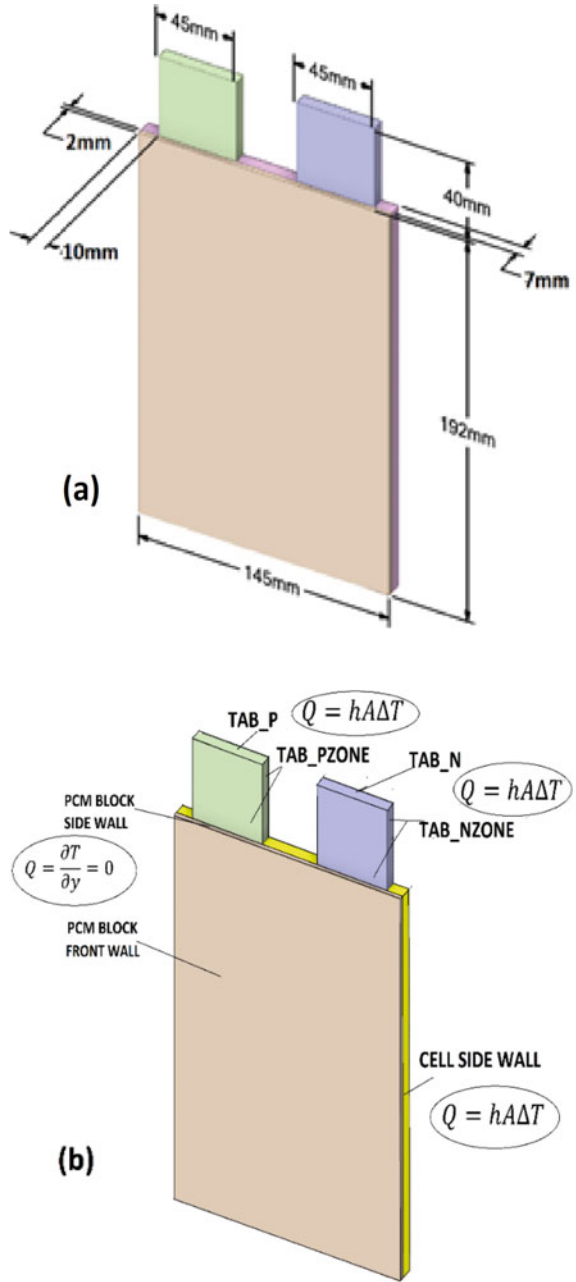 45mm
45mm
2mm
10mm
40mm
7mm
192mm
(a)
145mm
TAB_P
Q = hAΔT
TAB_PZONE
TAB_N
Q = hAΔT
TAB_NZONE
PCM BLOCK
SIDE WALL
Q = ∂T/∂y = 0
PCM BLOCK
FRONT WALL
CELL SIDE WALL
Q = hAΔT
(b)